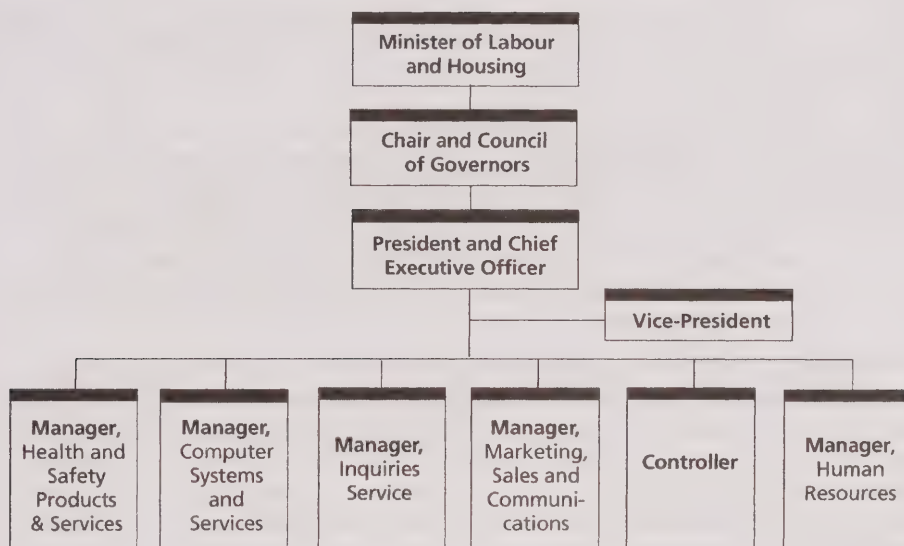 Minister of Labour
and Housing
Chair and Council
of Governors
President and Chief
Executive Officer
Vice-President
Manager,
Health and
Safety
Products
& Services
Manager,
Computer
Systems
and
Services
Manager,
Inquiries
Service
Manager,
Marketing,
Sales and
Communi-
cations
Controller
Manager,
Human
Resources